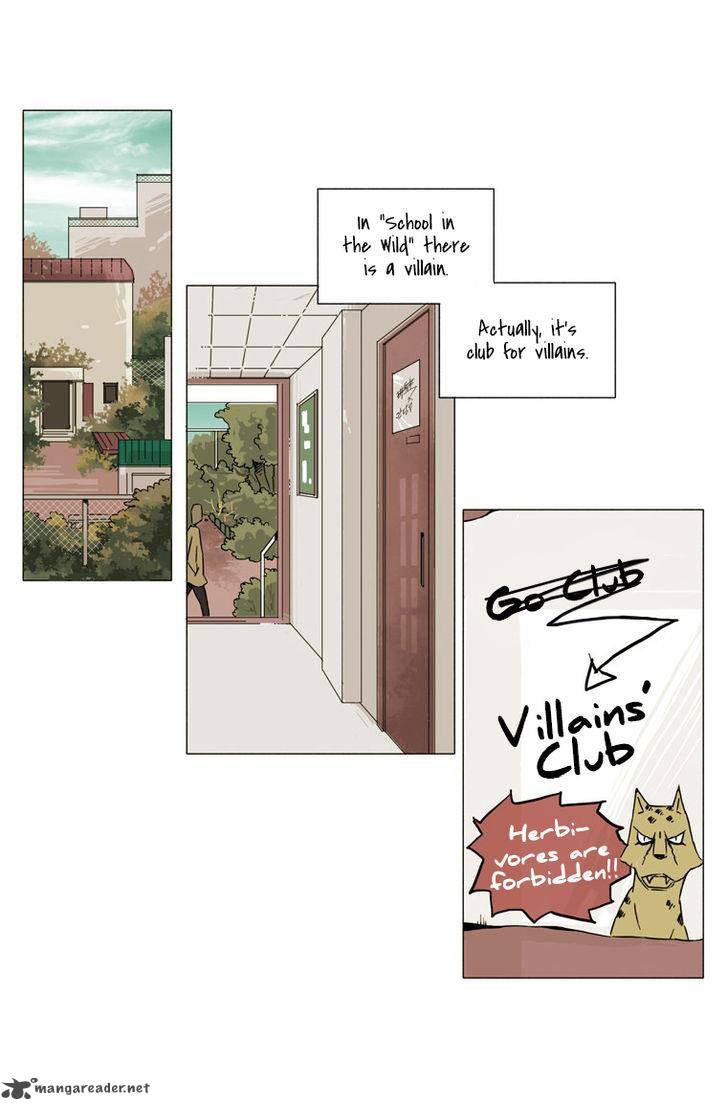 In "School in
the Wild" there
is a villain.
Actually, it's
club for villains.
Go Club
Villains'
Club
Herbi-
vores are
forbidden!!
mangareader.net